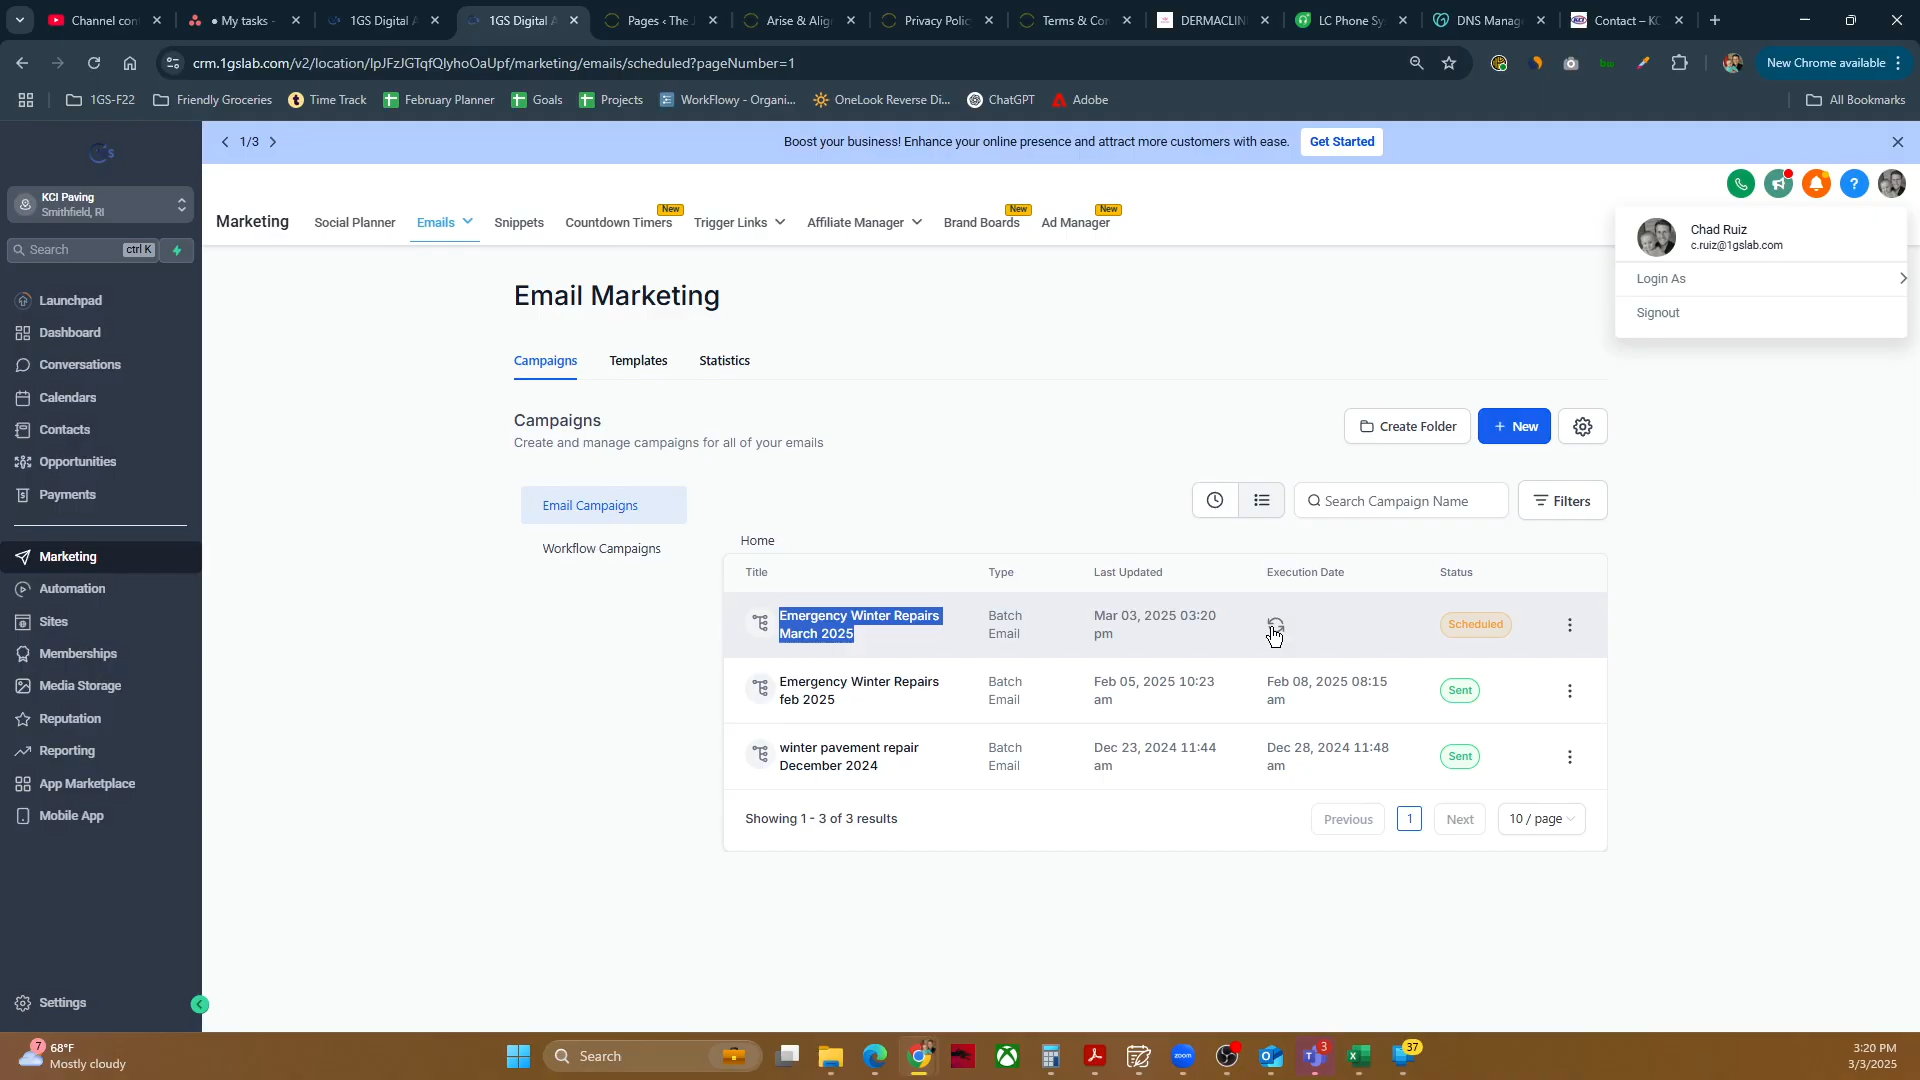 Channel con
• My tasks -
1GS Digital A
1GS Digital A
Pages ‹ The J
Arise & Alig
Privacy Polic
Terms & Con
DERMACLIN
LC Phone Sy
DNS Manage
Contact – KC
crm.1gslab.com/v2/location/lpJFzJGTqfQlyhoOaUpf/marketing/emails/scheduled?pageNumber=1
New Chrome available
1GS-F22
Friendly Groceries
Time Track
February Planner
Goals
Projects
WorkFlowy - Organi...
OneLook Reverse Di...
ChatGPT
Adobe
All Bookmarks
1/3
Boost your business! Enhance your online presence and attract more customers with ease.
Get Started
KCI Paving
Smithfield, RI
Search
ctrl K
Launchpad
Dashboard
Conversations
Calendars
Contacts
Opportunities
Payments
Marketing
Automation
Sites
Memberships
Media Storage
Reputation
Reporting
App Marketplace
Mobile App
Settings
Marketing
Social Planner
Emails
Snippets
Countdown Timers
New
Trigger Links
Affiliate Manager
Brand Boards
New
Ad Manager
New
Chad Ruiz
c.ruiz@1gslab.com
Login As
Signout
Email Marketing
Campaigns
Templates
Statistics
Campaigns
Create and manage campaigns for all of your emails
Create Folder
+ New
Email Campaigns
Workflow Campaigns
Search Campaign Name
Filters
Home
Title
Type
Last Updated
Execution Date
Status
Emergency Winter Repairs
March 2025
Batch
Email
Mar 03, 2025 03:20
pm
Scheduled
Emergency Winter Repairs
feb 2025
Batch
Email
Feb 05, 2025 10:23
am
Feb 08, 2025 08:15
am
Sent
winter pavement repair
December 2024
Batch
Email
Dec 23, 2024 11:44
am
Dec 28, 2024 11:48
am
Sent
Showing 1 - 3 of 3 results
Previous
1
Next
10 / page
7
68°F
Mostly cloudy
Search
zoom
3
37
3:20 PM
3/3/2025